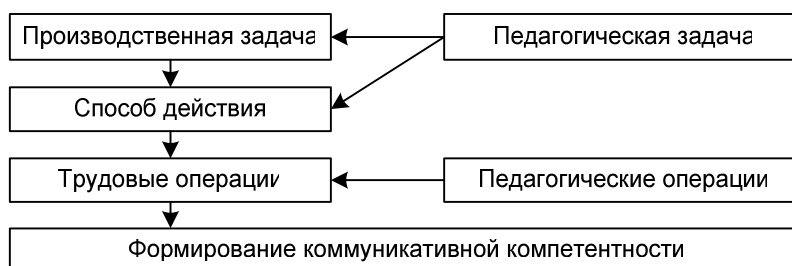 Производственная задача
Педагогическая задача
Способ действия
Трудовые операции
Педагогические операции
Формирование коммуникативной компетентности